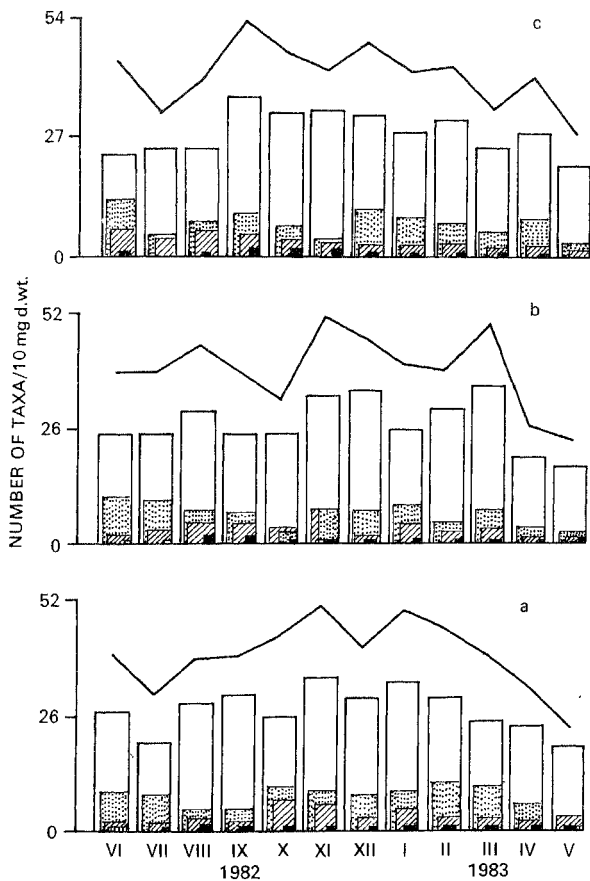 NUMBER OF TAXA/10 mg d.wt.
54
c
27
0
52
b
26
0
52
a
26
0
VI VII VIII IX X XI XII I II III IV V
1982 1983